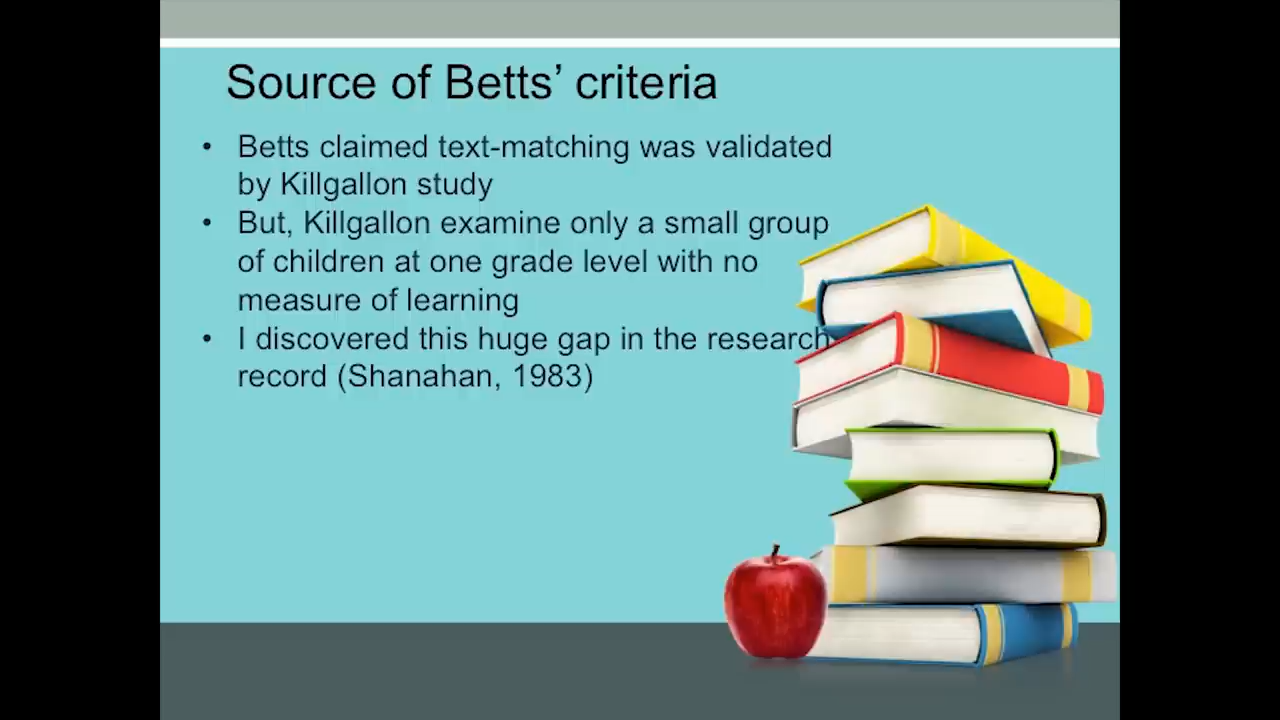 Source of Betts’ criteria
• Betts claimed text-matching was validated
by Killgallon study
• But, Killgallon examine only a small group
of children at one grade level with no
measure of learning
• I discovered this huge gap in the research
record (Shanahan, 1983)